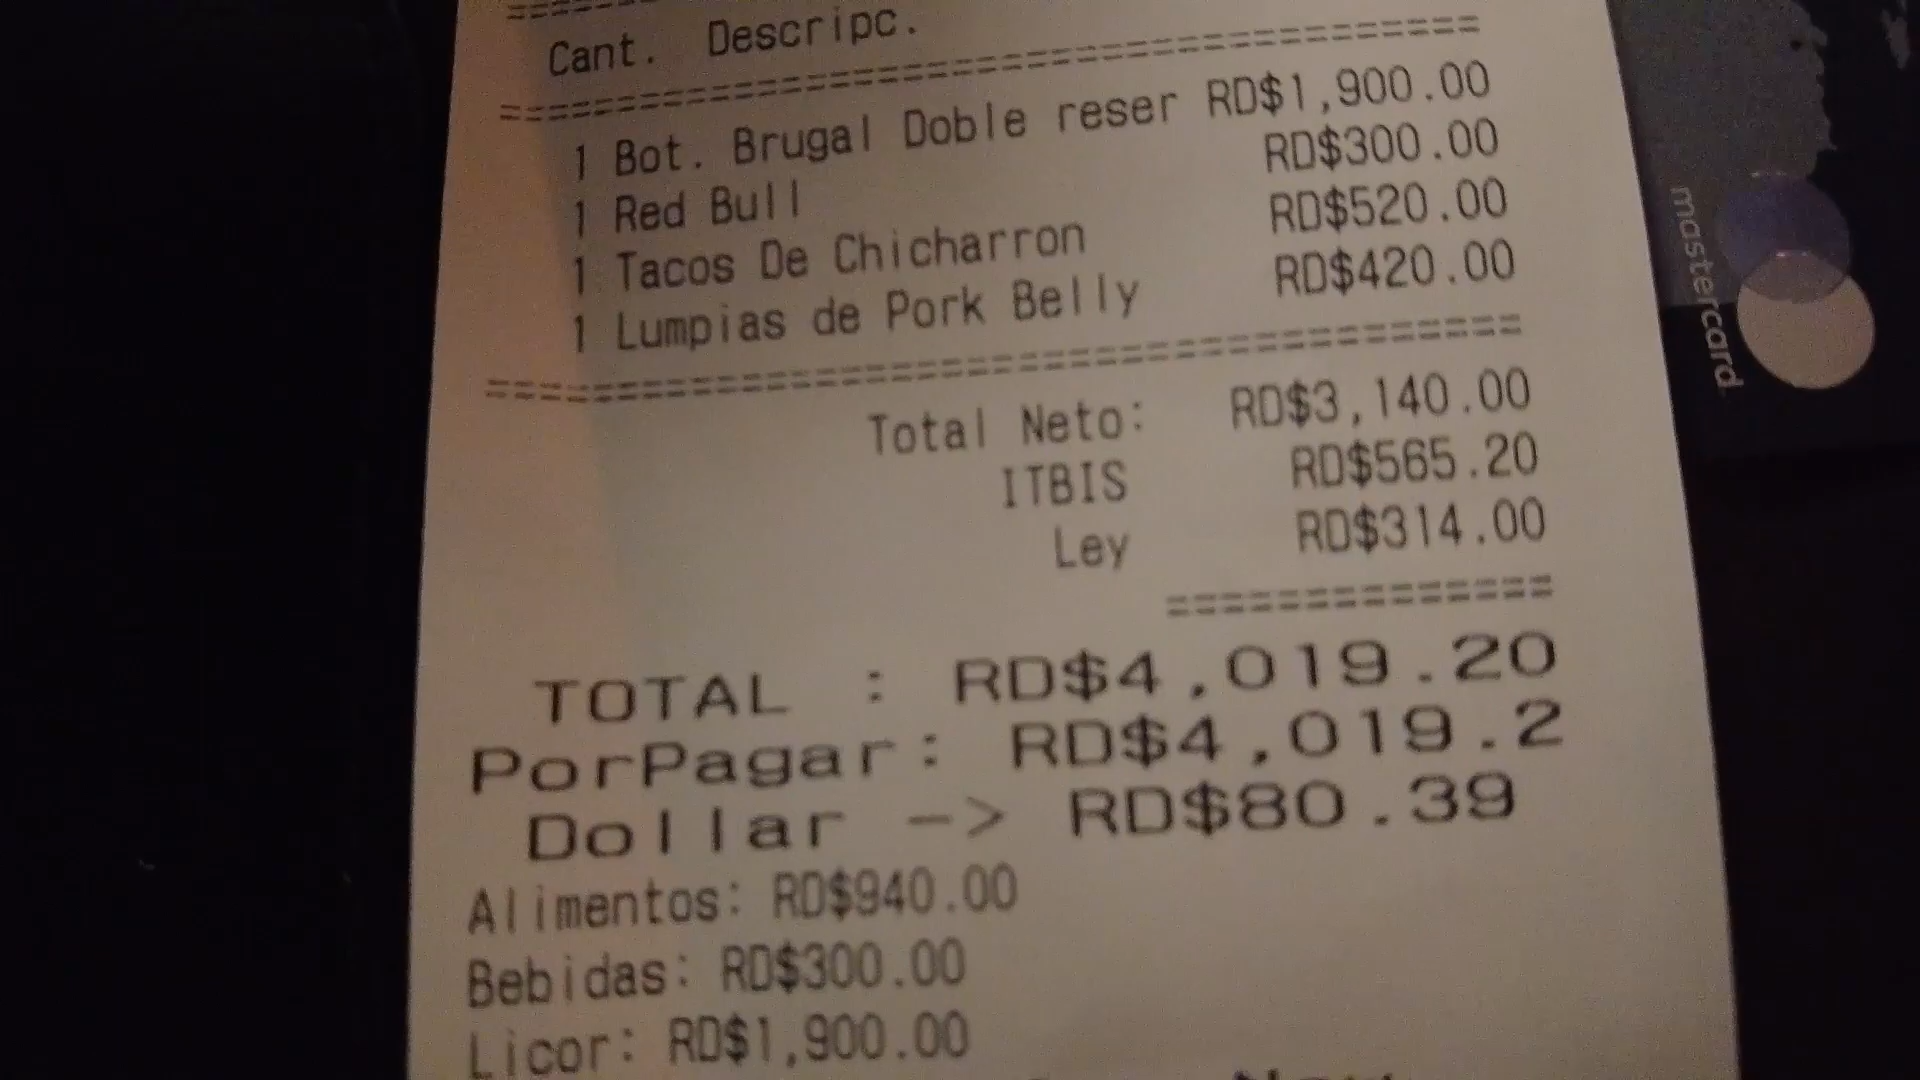 Cant. Descripc.
1 Bot. Brugal Doble reser RD$1,900.00
1 Red Bull RD$300.00
1 Tacos De Chicharron RD$520.00
1 Lumpias de Pork Belly RD$420.00
Total Neto: RD$3,140.00
ITBIS RD$565.20
Ley RD$314.00
TOTAL : RD$4,019.20
PorPagar: RD$4,019.2
Dollar -> RD$80.39
Alimentos: RD$940.00
Bebidas: RD$300.00
Licor: RD$1,900.00
mastercard